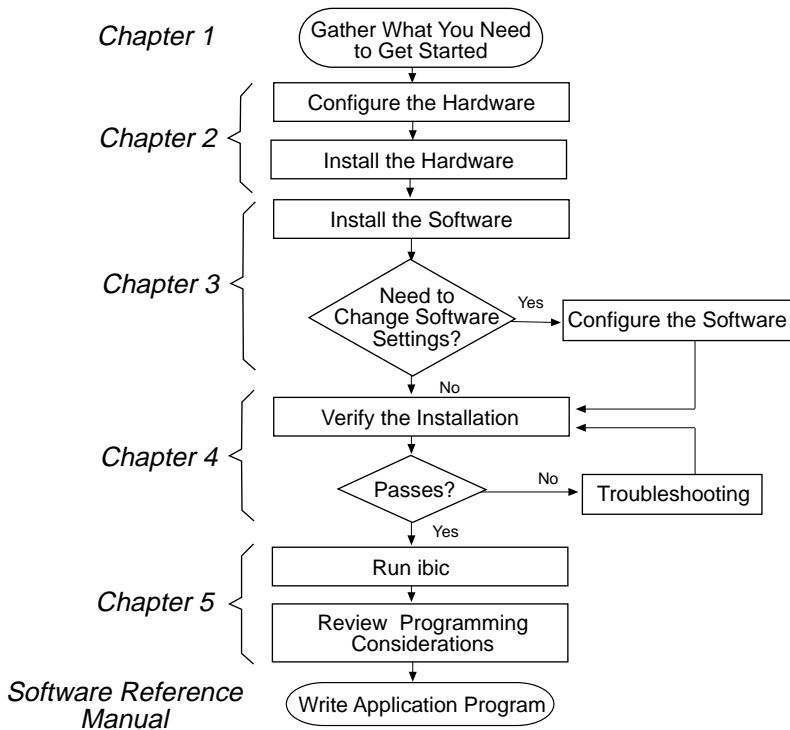 Chapter 1
Gather What You Need
to Get Started
Chapter 2
Configure the Hardware
Install the Hardware
Chapter 3
Install the Software
Need to
Change Software
Settings?
Yes
Configure the Software
No
Chapter 4
Verify the Installation
Passes?
No
Troubleshooting
Yes
Chapter 5
Run ibic
Review Programming
Considerations
Software Reference
Manual
Write Application Program